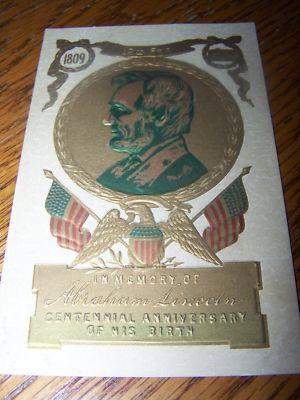 1809
IN MEMORY OF
Abraham Lincoln
CENTENNIAL ANNIVERSARY
OF HIS BIRTH